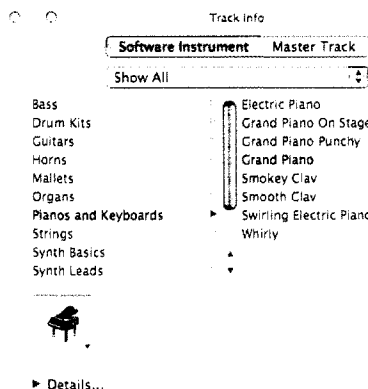 Track Info
Software Instrument Master Track
Show All
Bass
Drum Kits
Guitars
Horns
Mallets
Organs
Pianos and Keyboards
Strings
Synth Basics
Synth Leads
Electric Piano
Grand Piano On Stage
Grand Piano Punchy
Grand Piano
Smokey Clav
Smooth Clav
Swirling Electric Piano
Whirly
Details...